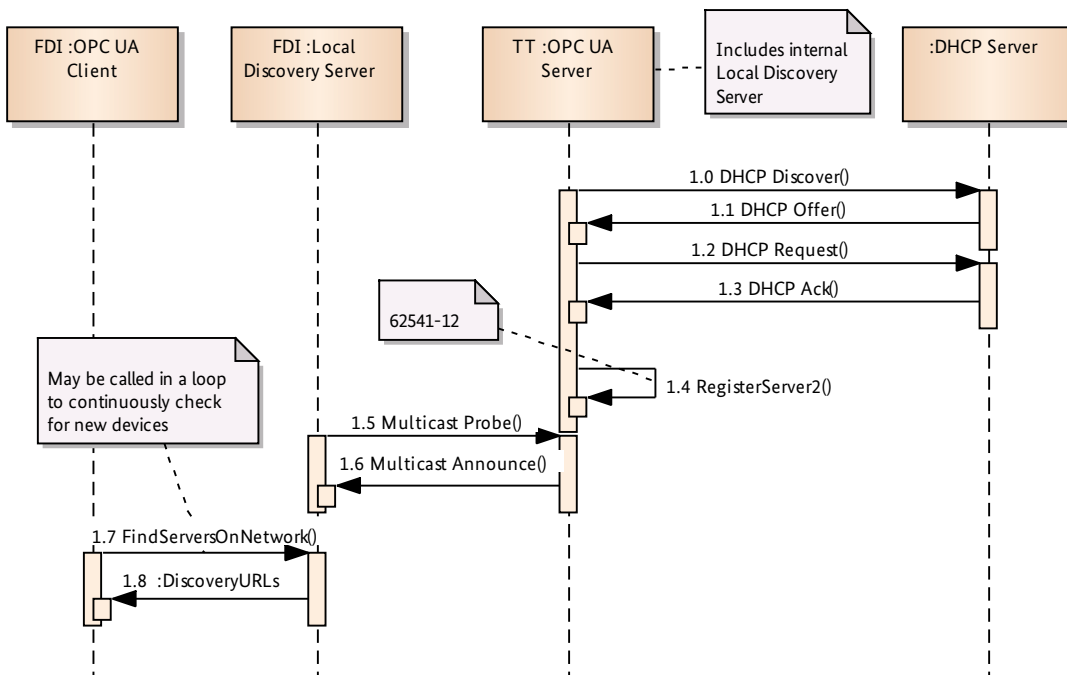 FDI :OPC UA
Client
FDI :Local
Discovery Server
TT :OPC UA
Server
Includes internal
Local Discovery
Server
:DHCP Server
1.0 DHCP Discover()
1.1 DHCP Offer()
1.2 DHCP Request()
1.3 DHCP Ack()
62541-12
1.4 RegisterServer2()
May be called in a loop
to continuously check
for new devices
1.5 Multicast Probe()
1.6 Multicast Announce()
1.7 FindServersOnNetwork()
1.8 :DiscoveryURLs